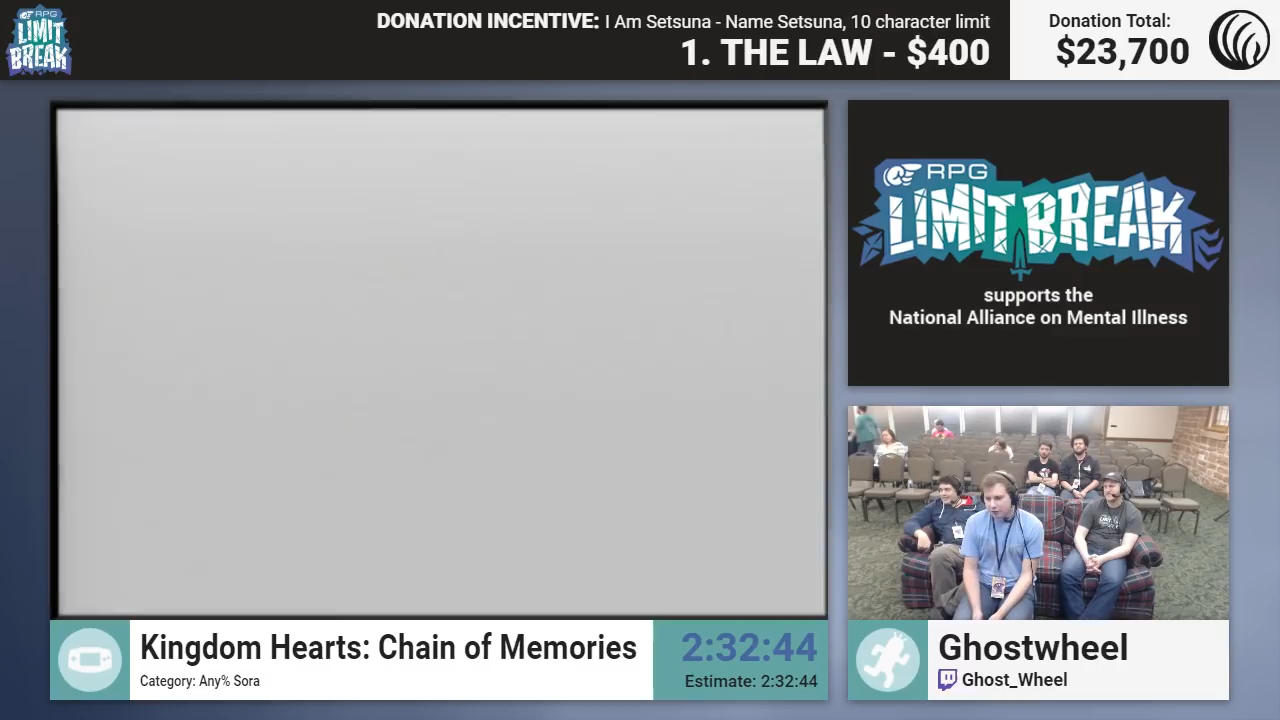 RPG
LIMIT
BREAK
DONATION INCENTIVE: I Am Setsuna - Name Setsuna, 10 character limit
1. THE LAW - $400
Donation Total:
$23,700
RPG
LIMIT BREAK
supports the
National Alliance on Mental Illness
Kingdom Hearts: Chain of Memories
Category: Any% Sora
2:32:44
Estimate: 2:32:44
Ghostwheel
Ghost_Wheel